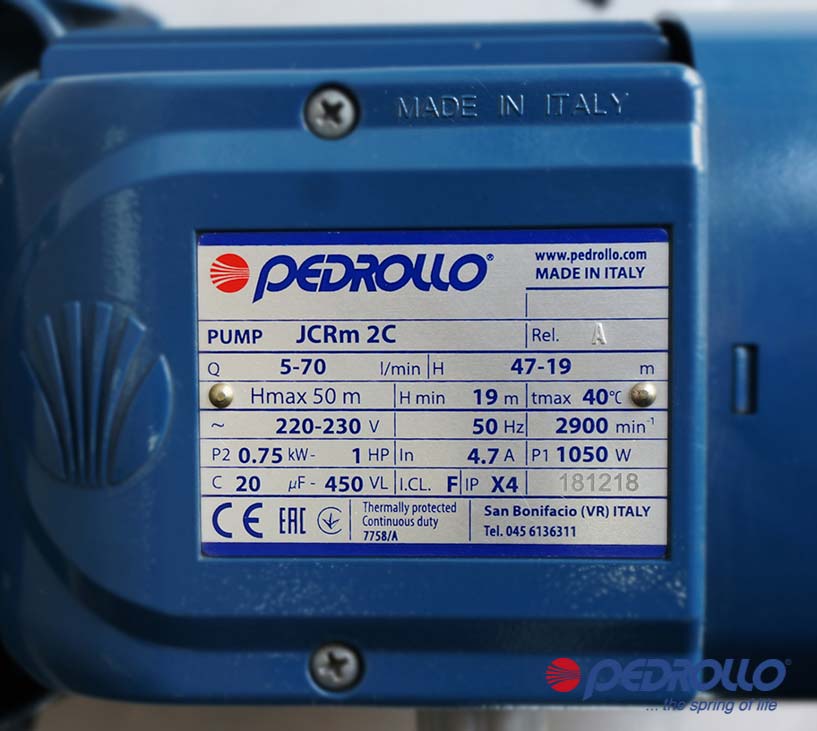 MADE IN ITALY
PEDROLLO®
www.pedrollo.com
MADE IN ITALY
PUMP JCRm 2C Rel. A
Q 5-70 l/min H 47-19 m
Hmax 50 m H min 19 m tmax 40°C
~ 220-230 V 50 Hz 2900 min⁻¹
P2 0.75 kW- 1 HP In 4.7 A P1 1050 W
C 20 µF - 450 VL I.CL. F IP X4 181218
CE EAC Thermally protected
Continuous duty
7758/A
San Bonifacio (VR) ITALY
Tel. 045 6136311
PEDROLLO®
... the spring of life